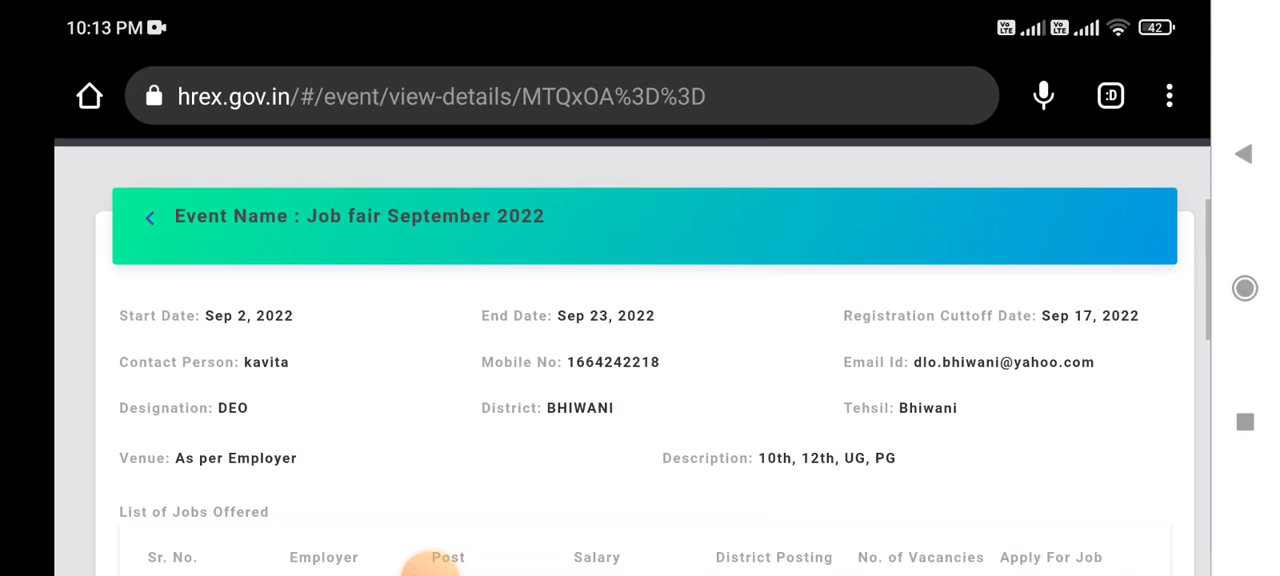 10:13 PM
Vo LTE Vo LTE 42
hrex.gov.in/#/event/view-details/MTQxOA%3D%3D
:D
Event Name : Job fair September 2022
Start Date: Sep 2, 2022 End Date: Sep 23, 2022 Registration Cuttoff Date: Sep 17, 2022
Contact Person: kavita Mobile No: 1664242218 Email Id: dlo.bhiwani@yahoo.com
Designation: DEO District: BHIWANI Tehsil: Bhiwani
Venue: As per Employer Description: 10th, 12th, UG, PG
List of Jobs Offered
Sr. No. Employer Post Salary District Posting No. of Vacancies Apply For Job